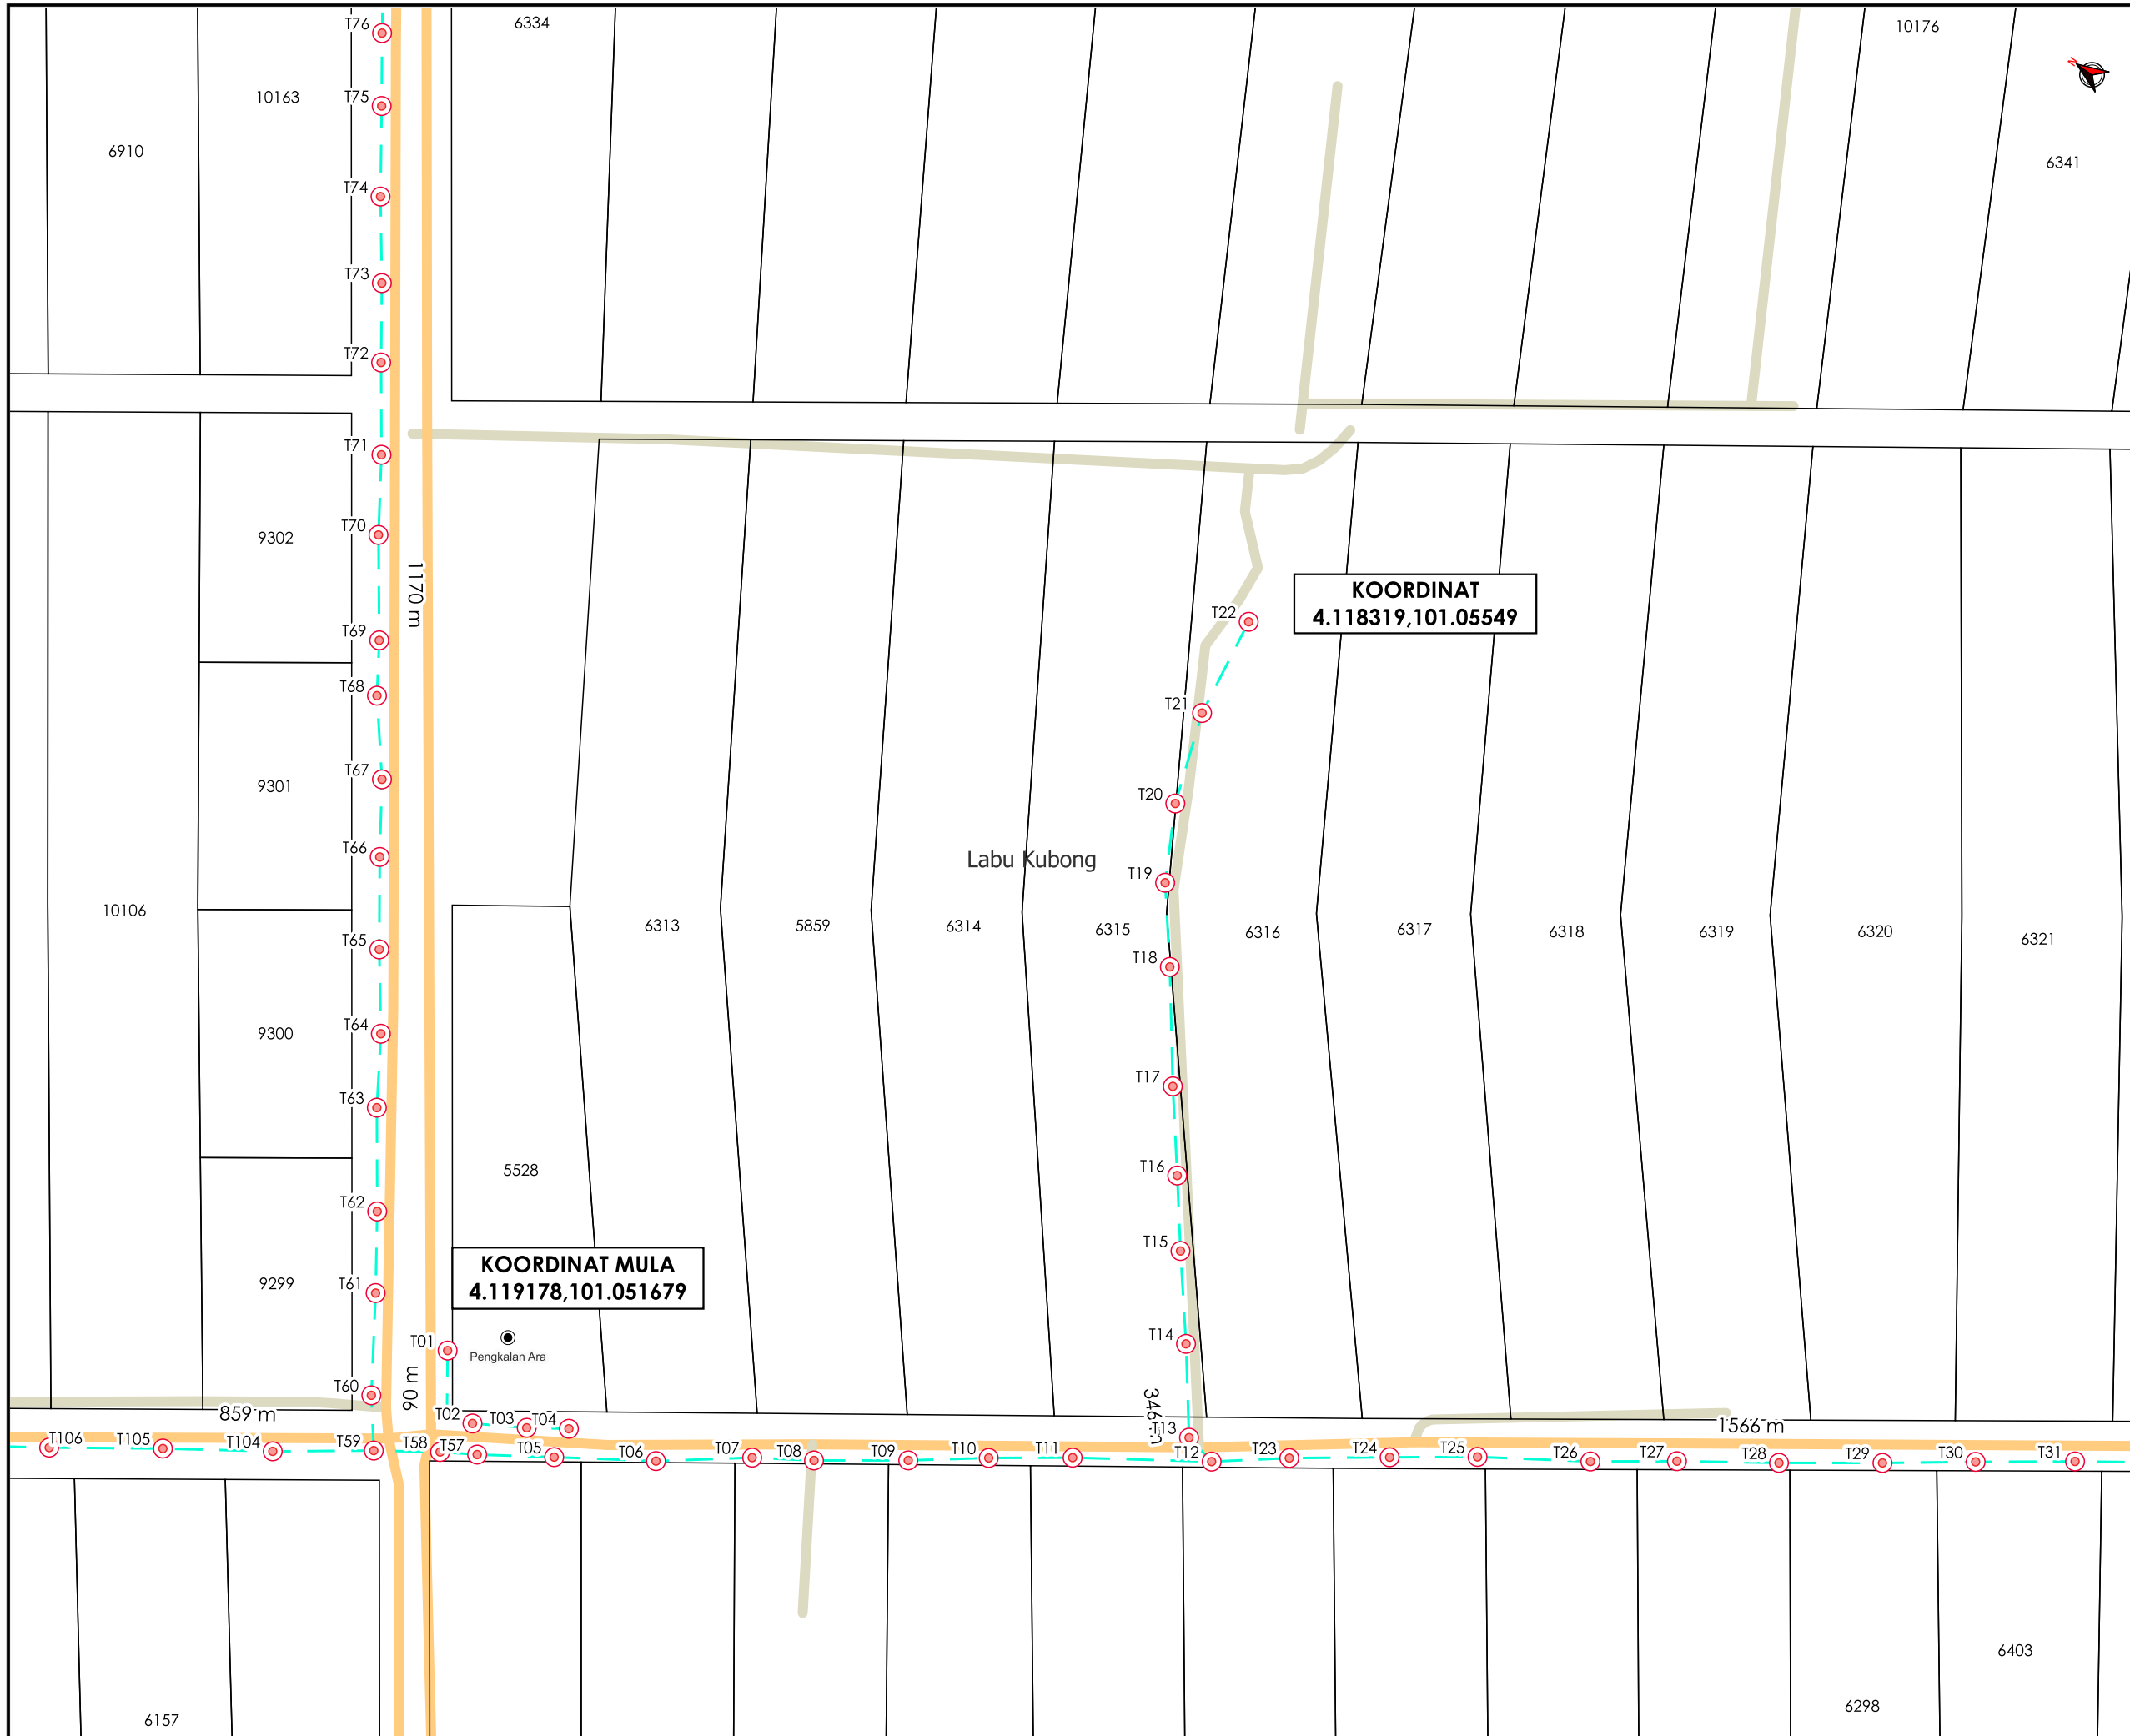 T76
6334
10176
10163
T75
N
6910
6341
T74
T73
T72
T71
T70
9302
1170 m
KOORDINAT
4.118319,101.05549
T22
T69
T68
T21
T67
9301
T20
T66
Labu Kubong
T19
10106
6313
5859
6314
6315
6316
6317
6318
6319
6320
6321
T65
T18
T64
9300
T17
T63
5528
T16
T62
T15
KOORDINAT MULA
4.119178,101.051679
9299
T61
T01
Pengkalan Ara
T14
T60
90 m
859 m
T02
T03
T04
346 m
T13
1566 m
T106
T105
T104
T59
T58
T57
T05
T06
T07
T08
T09
T10
T11
T12
T23
T24
T25
T26
T27
T28
T29
T30
T31
6403
6298
6157